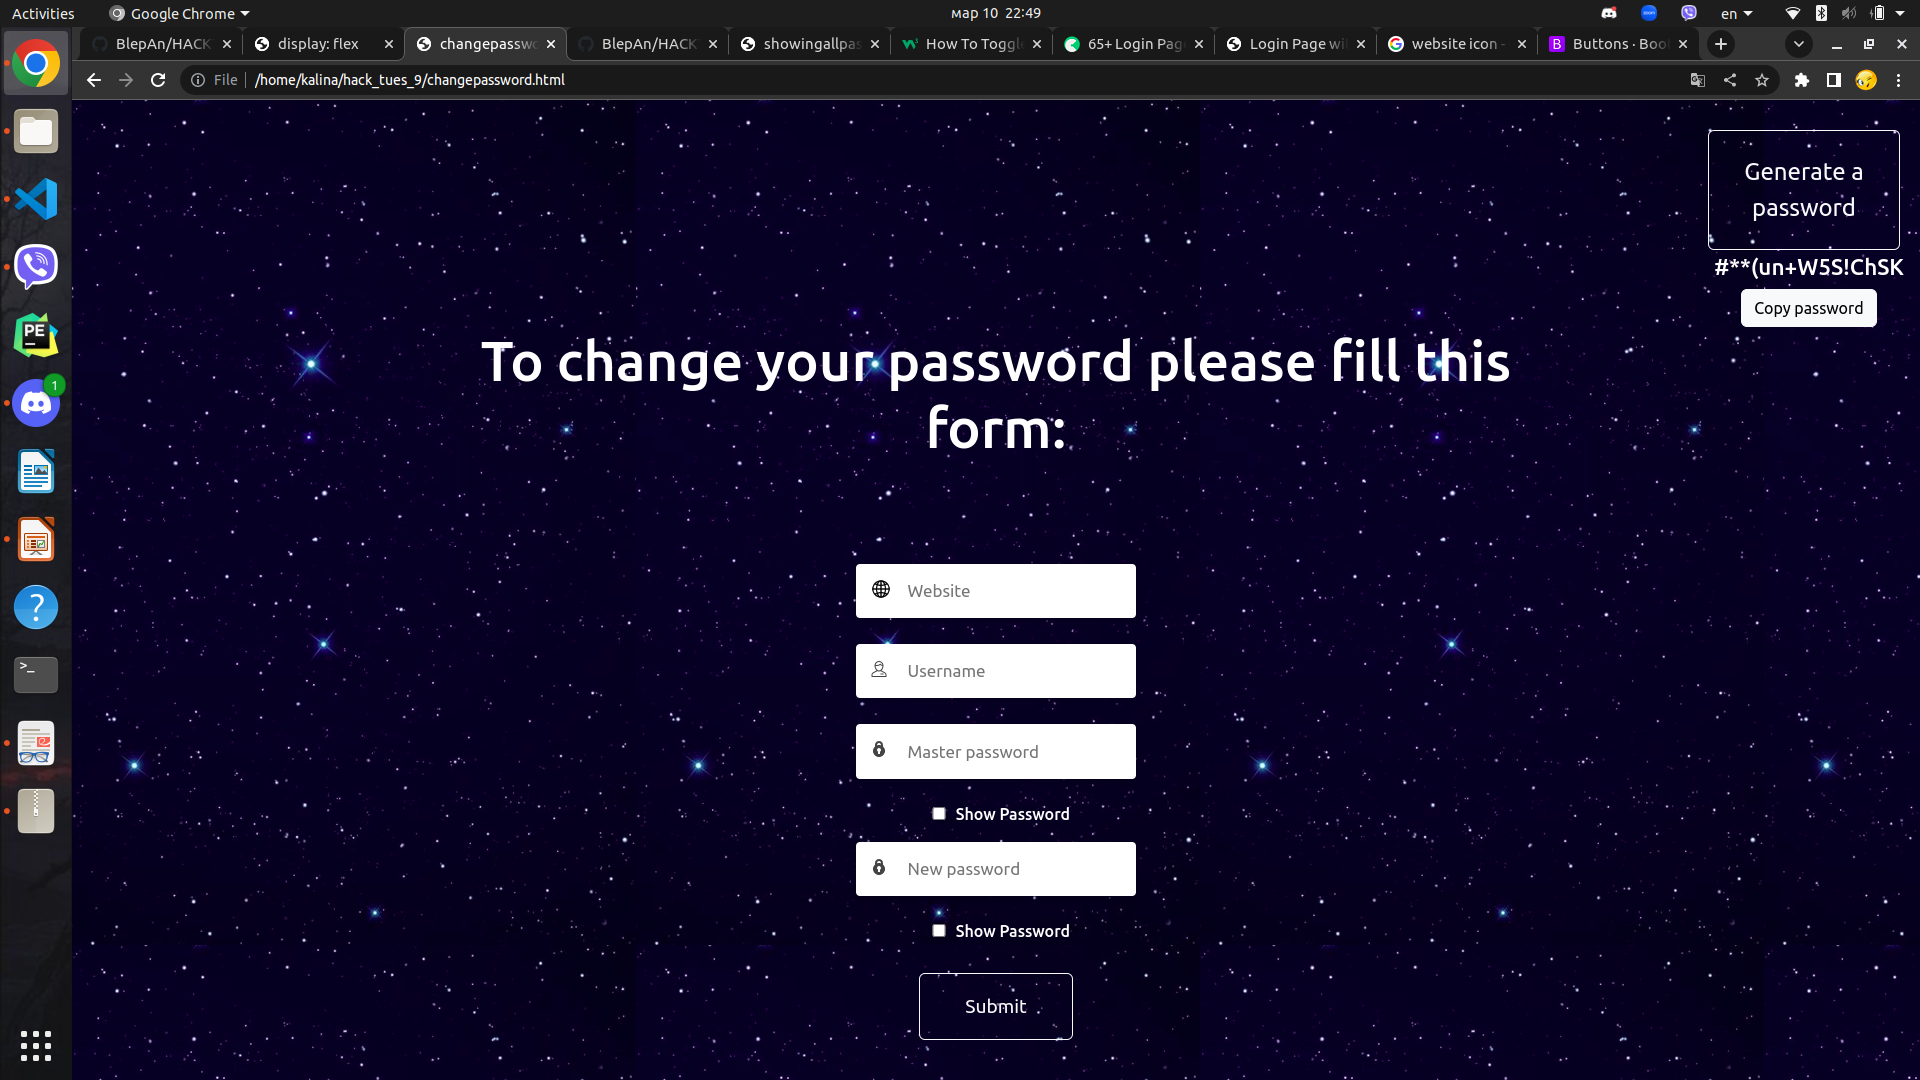 Activities
Google Chrome
мар 10 22:49
en
BlepAn/HACK
display: flex
changepassw
BlepAn/HACK
showingallpas
How To Toggle
65+ Login Pag
Login Page wi
website icon -
Buttons · Boo
File
/home/kalina/hack_tues_9/changepassword.html
Generate a
password
#**(un+W5S!ChSK
Copy password
To change your password please fill this
form:
Website
Username
Master password
Show Password
New password
Show Password
Submit
PE
1
?
>_
B